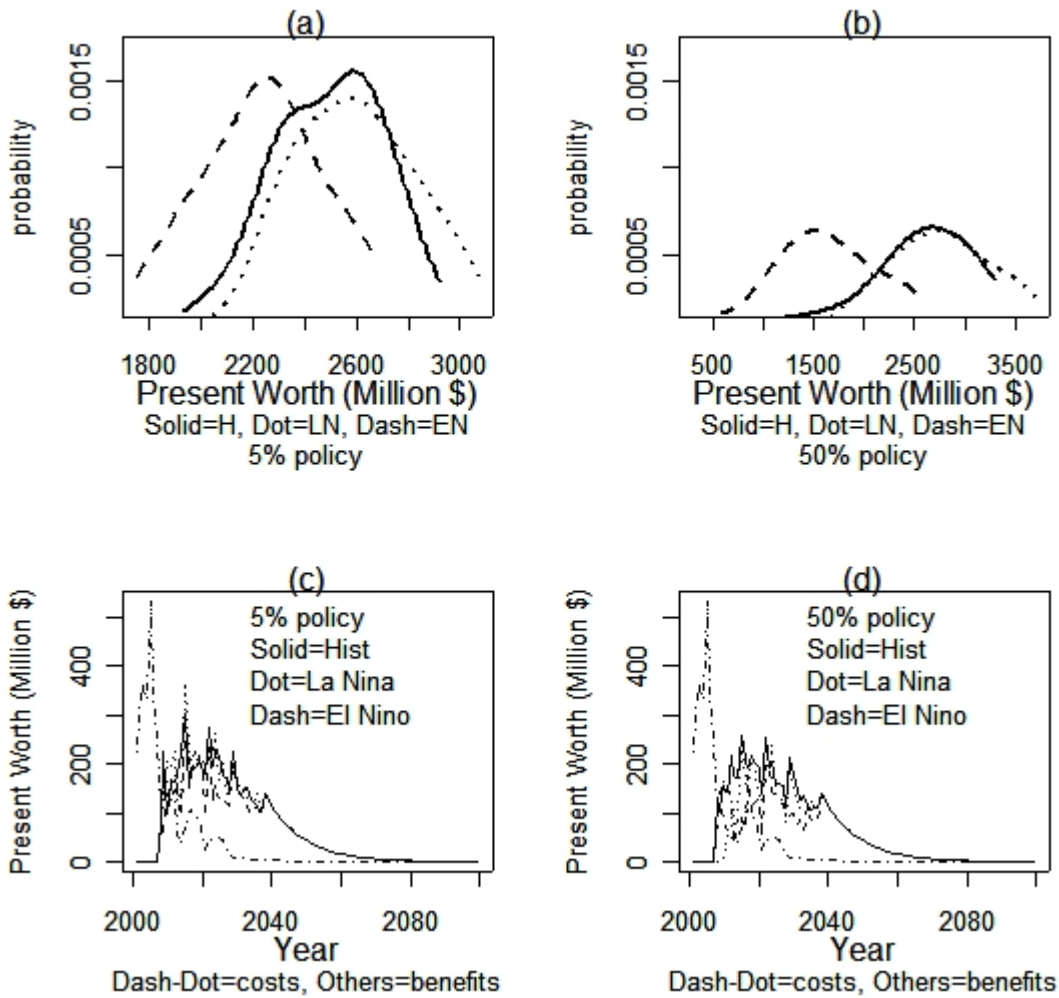 (a)
probability
0.0005 0.0015
1800 2200 2600 3000
Present Worth (Million $)
Solid=H, Dot=LN, Dash=EN
5% policy
(b)
probability
0.0005 0.0015
500 1500 2500 3500
Present Worth (Million $)
Solid=H, Dot=LN, Dash=EN
50% policy
(c)
Present Worth (Million $)
0 200 400
5% policy
Solid=Hist
Dot=La Nina
Dash=El Nino
2000 2040 2080
Year
Dash-Dot=costs, Others=benefits
(d)
Present Worth (Million $)
0 200 400
50% policy
Solid=Hist
Dot=La Nina
Dash=El Nino
2000 2040 2080
Year
Dash-Dot=costs, Others=benefits